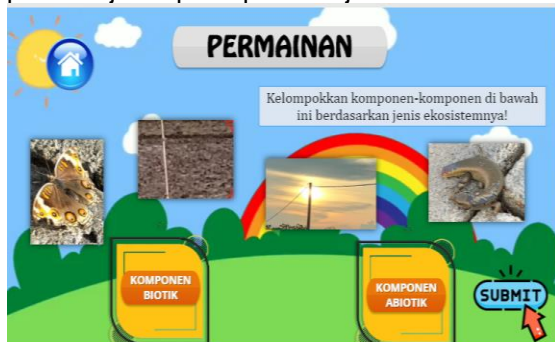 PERMAINAN
Kelompokkan komponen-komponen di bawah
ini berdasarkan jenis ekosistemnya!
KOMPONEN
BIOTIK
KOMPONEN
ABIOTIK
SUBMIT